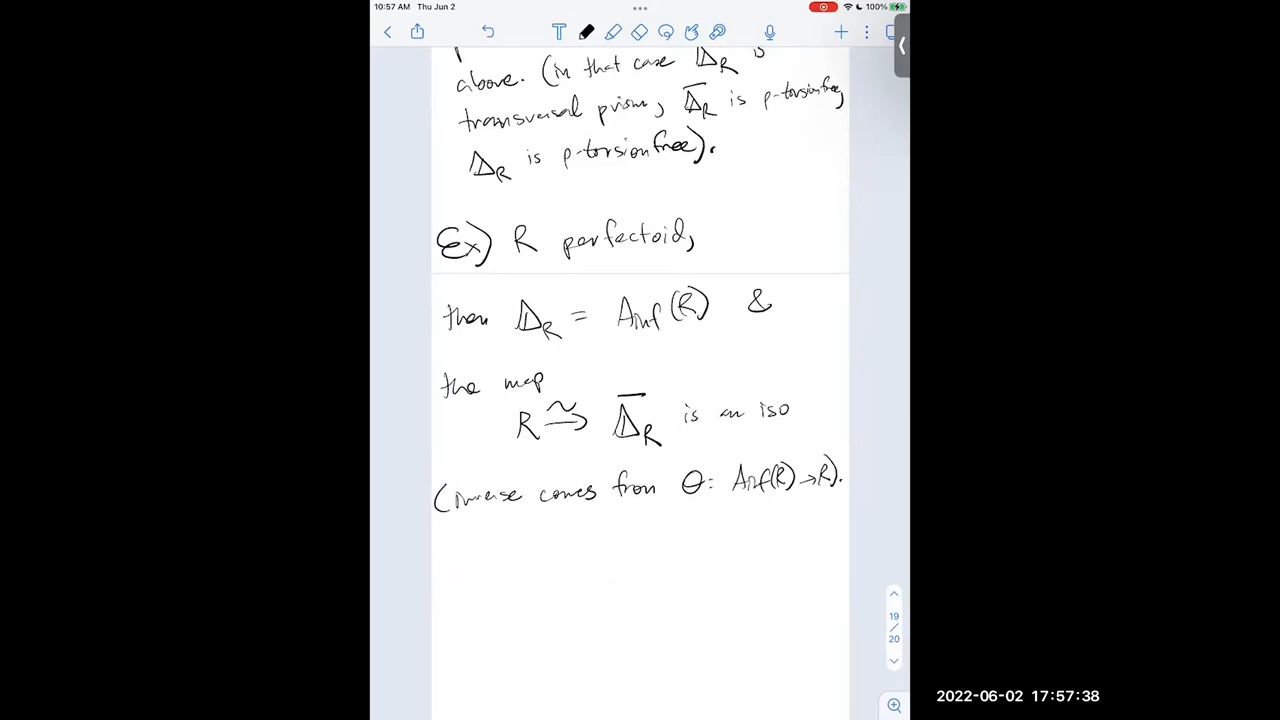 10:57 AM Thu Jun 2
100%
above. (in that case Δ_R is
transversal prism, \overline{Δ}_R is p-torsionfree,
Δ_R is p-torsionfree).
Ex) R perfectoid,
then Δ_R = Ainf(R) &
the map
R ⥲ \overline{Δ}_R is an iso
(inverse comes from θ: Ainf(R) → R).
19
/
20
2022-06-02 17:57:38